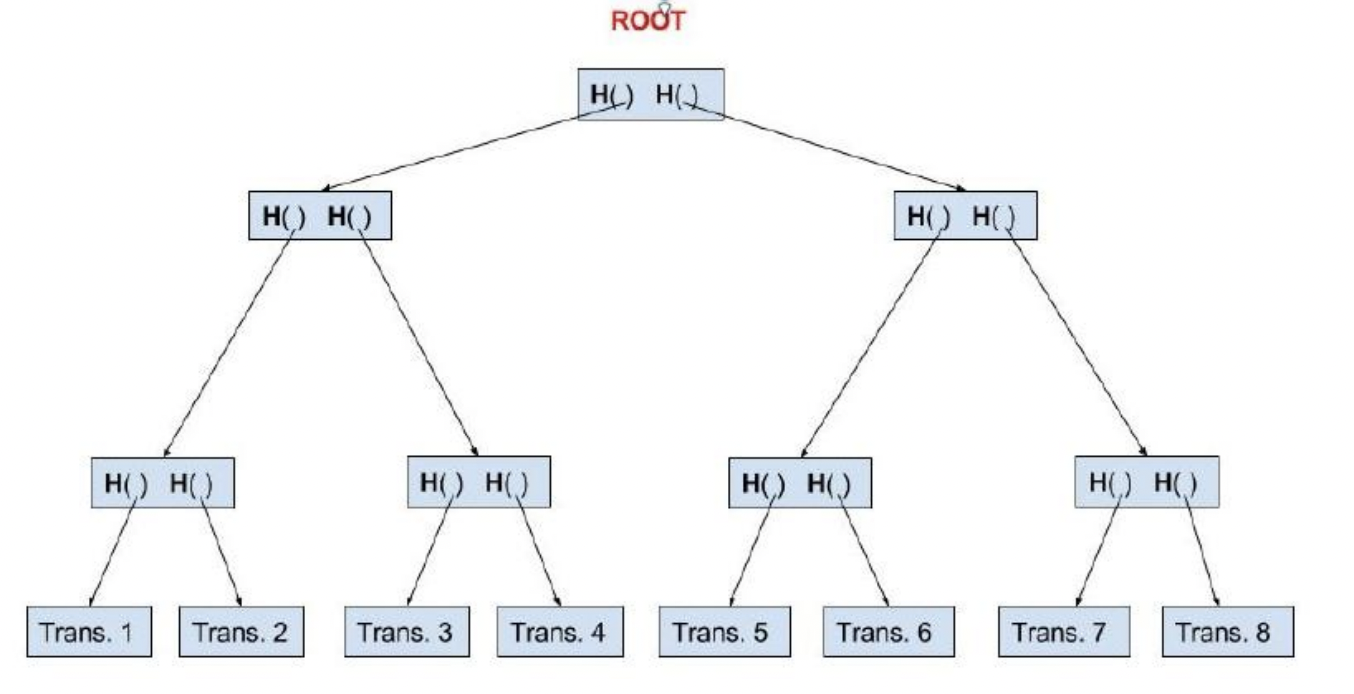 ROOT
H( ) H( )
H( ) H( )
H( ) H( )
H( ) H( )
H( ) H( )
H( ) H( )
H( ) H( )
Trans. 1
Trans. 2
Trans. 3
Trans. 4
Trans. 5
Trans. 6
Trans. 7
Trans. 8